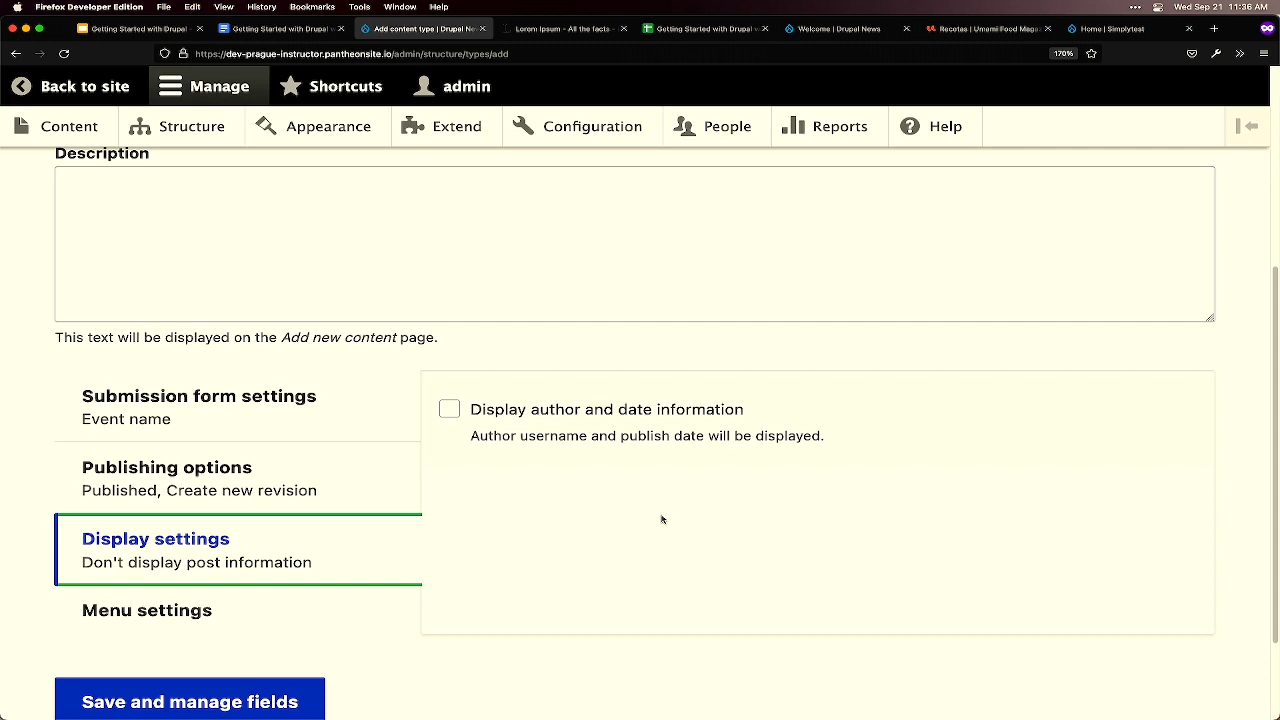 Firefox Developer Edition File Edit View History Bookmarks Tools Window Help
Wed Sep 21 11:36 AM
Getting Started with Drupal -
Getting Started with Drupal w
Add content type | Drupal Ne
Lorem Ipsum - All the facts -
Getting Started with Drupal w
Welcome | Drupal News
Recetas | Umami Food Maga
Home | Simplytest
https://dev-prague-instructor.pantheonsite.io/admin/structure/types/add
170%
Back to site Manage Shortcuts admin
Content Structure Appearance Extend Configuration People Reports Help
Description
This text will be displayed on the Add new content page.
Submission form settings
Event name
Display author and date information
Author username and publish date will be displayed.
Publishing options
Published, Create new revision
Display settings
Don't display post information
Menu settings
Save and manage fields